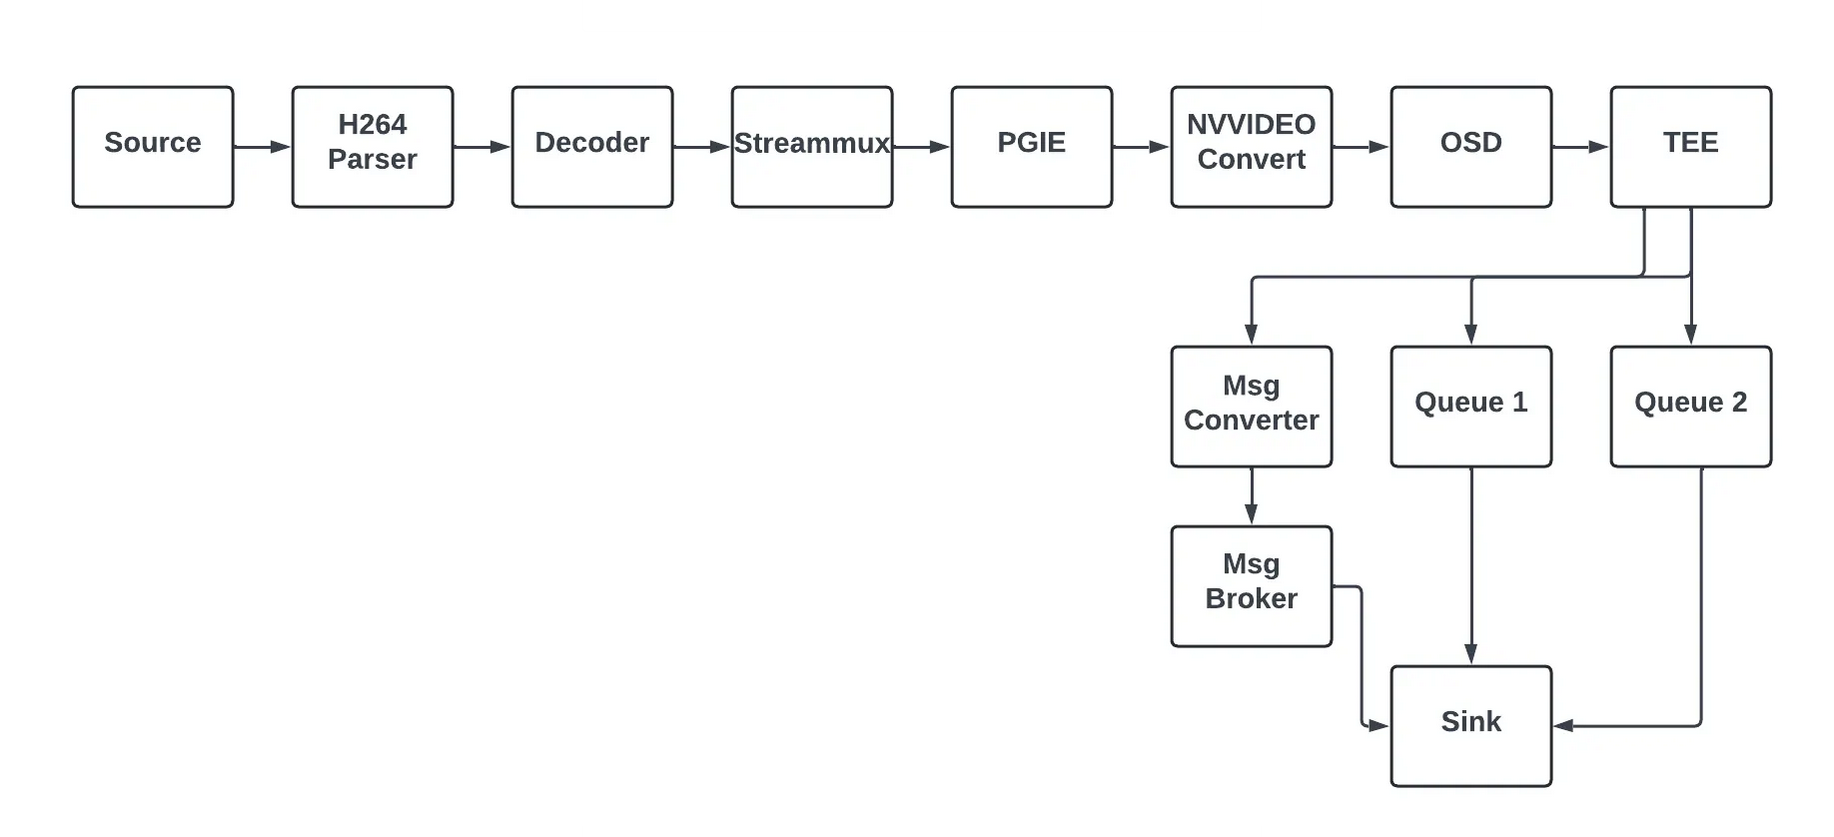 Source
H264
Parser
Decoder
Streammux
PGIE
NVVIDEO
Convert
OSD
TEE
Msg
Converter
Queue 1
Queue 2
Msg
Broker
Sink